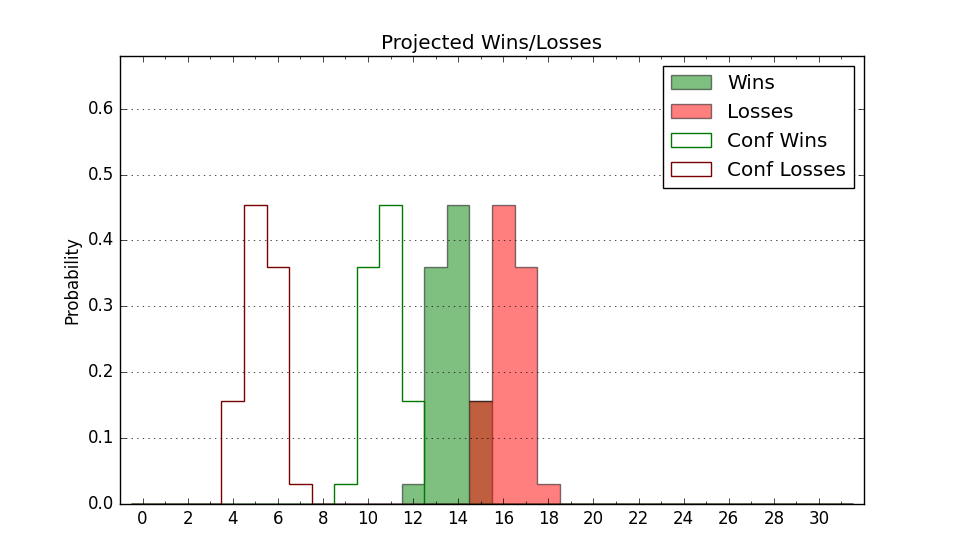 Projected Wins/Losses
Wins
Losses
Conf Wins
Conf Losses
Probability
0.6
0.5
0.4
0.3
0.2
0.1
0.0
0 2 4 6 8 10 12 14 16 18 20 22 24 26 28 30